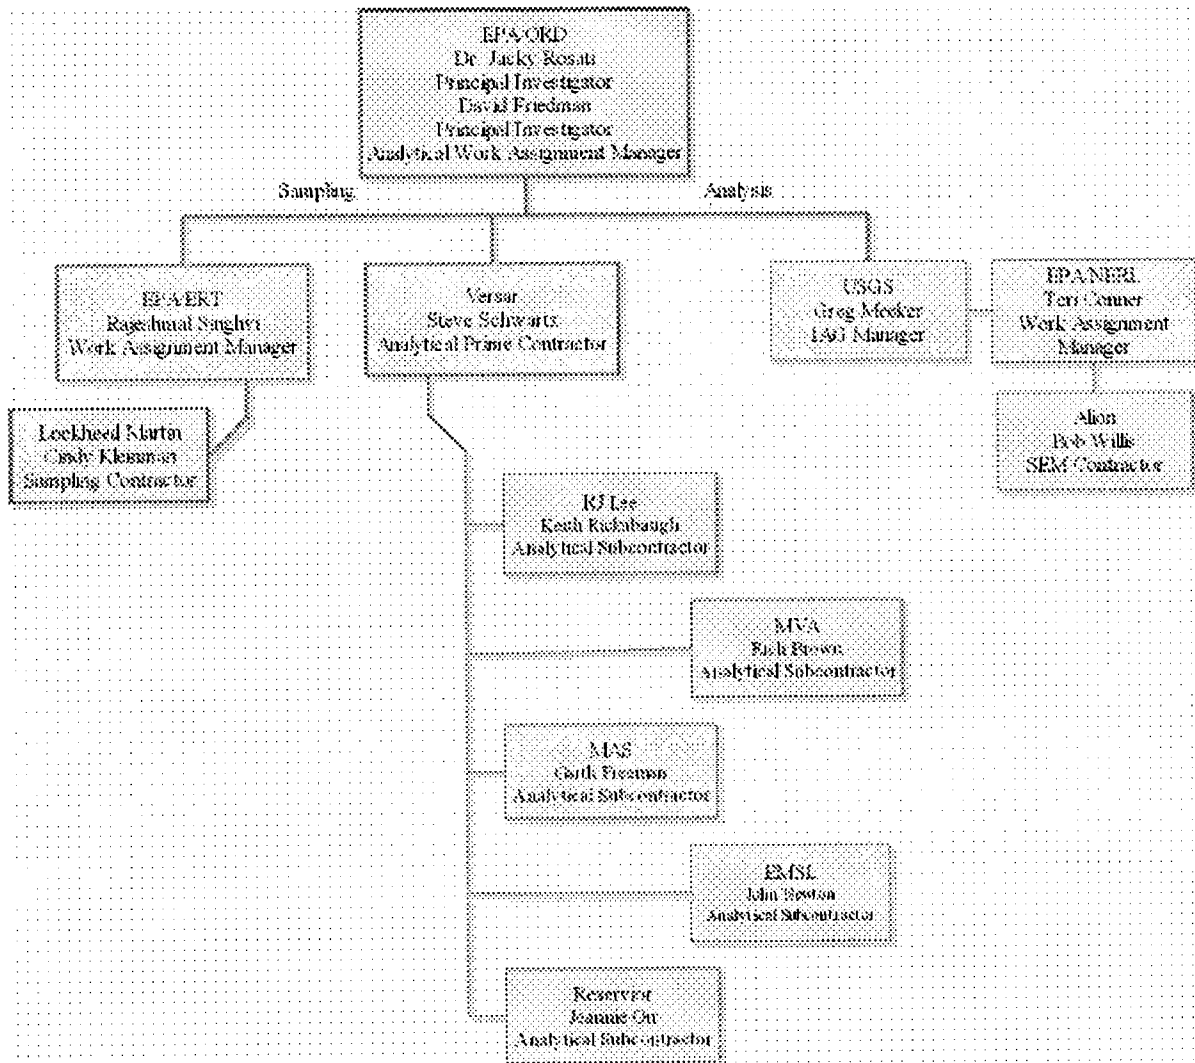 EPA/ORD
Dr. Jacky Rosati
Principal Investigator
David Friedman
Principal Investigator
Analytical Work Assignment Manager
Sampling
Analysis
EPA/ERT
Rajeshmal Singhvi
Work Assignment Manager
Versar
Steve Schwartz
Analytical Prime Contractor
USGS
Greg Meeker
IAG Manager
EPA/NERL
Teri Conner
Work Assignment
Manager
Lockheed Martin
Cindy
Sampling Contractor
Alion
Bob Willis
SEM Contractor
RJ Lee
Keith Rickabaugh
Analytical Subcontractor
MVA
Rich Brown
Analytical Subcontractor
MAS
Garth Freeman
Analytical Subcontractor
EMSL
John Newton
Analytical Subcontractor
Reservoir
Jeanne Orr
Analytical Subcontractor